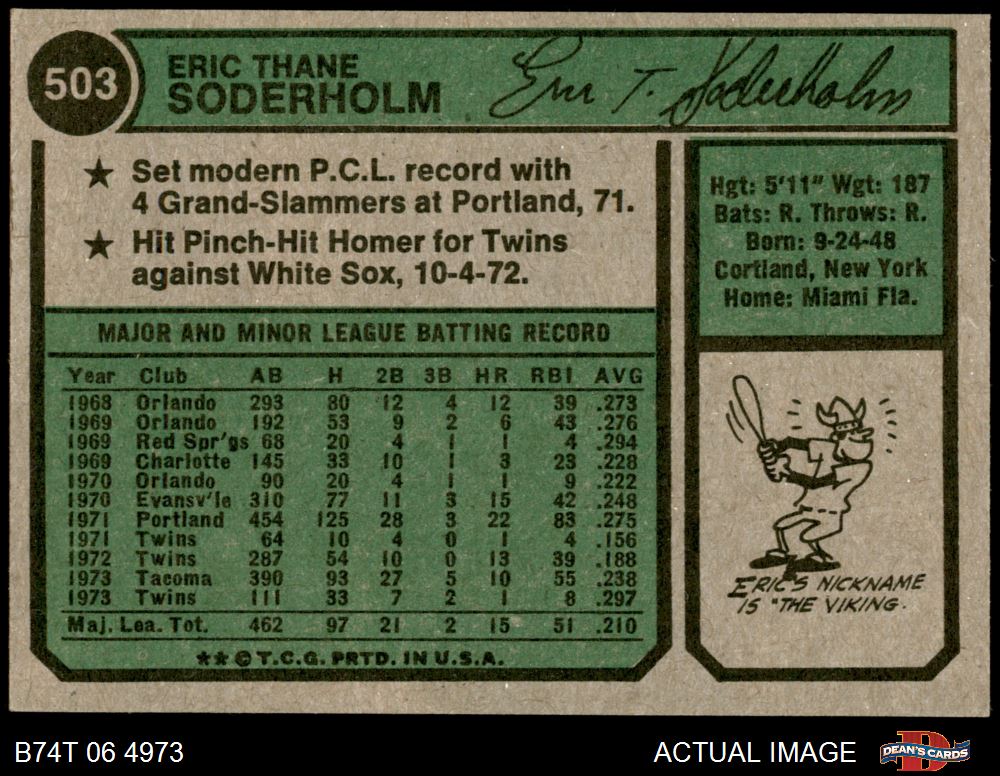 503
ERIC THANE
SODERHOLM
Eric T. Soderholm
★ Set modern P.C.L. record with
4 Grand-Slammers at Portland, 71.
★ Hit Pinch-Hit Homer for Twins
against White Sox, 10-4-72.
Hgt: 5'11" Wgt: 187
Bats: R. Throws: R.
Born: 9-24-48
Cortland, New York
Home: Miami Fla.
MAJOR AND MINOR LEAGUE BATTING RECORD
Year Club AB H 2B 3B HR RBI AVG
1968 Orlando 293 80 12 4 12 39 .273
1969 Orlando 192 53 9 2 6 43 .276
1969 Red Spr'gs 68 20 4 1 1 4 .294
1969 Charlotte 145 33 10 1 3 23 .228
1970 Orlando 90 20 4 1 1 9 .222
1970 Evansv'le 310 77 11 3 15 42 .248
1971 Portland 454 125 28 3 22 83 .275
1971 Twins 64 10 4 0 1 4 .156
1972 Twins 287 54 10 0 13 39 .188
1973 Tacoma 390 93 27 5 10 55 .238
1973 Twins 111 33 7 2 1 8 .297
Maj. Lea. Tot. 462 97 21 2 15 51 .210
★★©T.C.G. PRTD. IN U.S.A.
ERIC'S NICKNAME
IS "THE VIKING.
B74T 06 4973
ACTUAL IMAGE
D
DEAN'S CARDS